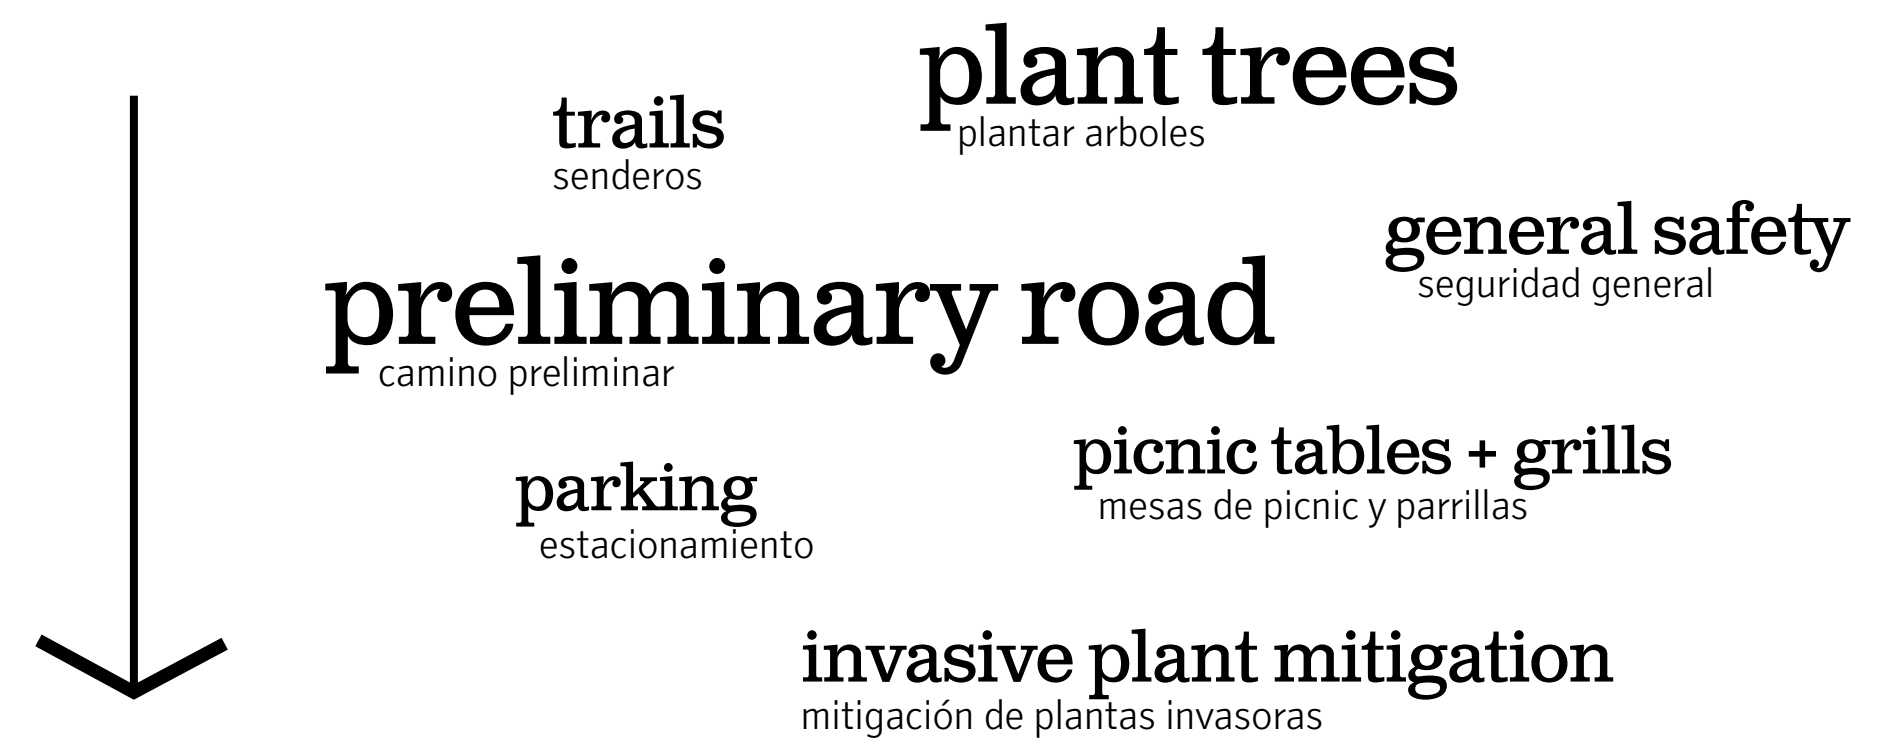 plant trees
plantar arboles
trails
senderos
general safety
seguridad general
preliminary road
camino preliminar
picnic tables + grills
mesas de picnic y parrillas
parking
estacionamiento
invasive plant mitigation
mitigación de plantas invasoras